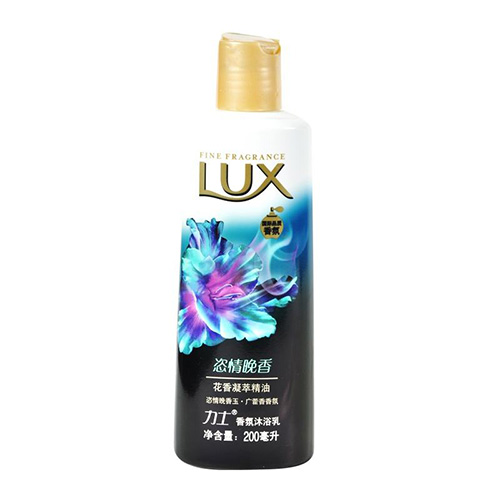 FINE FRAGRANCE
LUX
香氛
恣情晚香
花香凝萃精油
恣情晚香玉·广藿香香氛
力士®香氛沐浴乳
净含量：200毫升